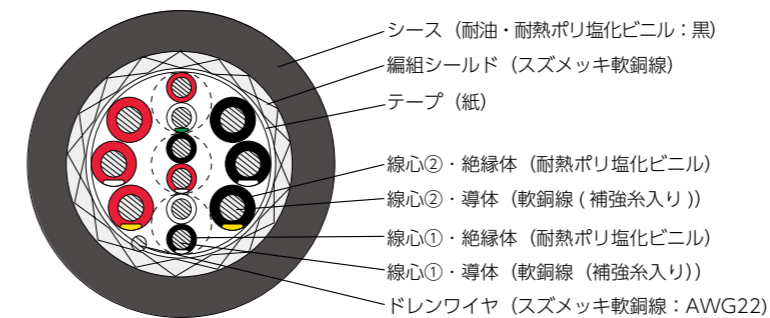 シース（耐油・耐熱ポリ塩化ビニル：黒）
編組シールド（スズメッキ軟銅線）
テープ（紙）
線心②・絶縁体（耐熱ポリ塩化ビニル）
線心②・導体（軟銅線 ( 補強糸入り )）
線心①・絶縁体（耐熱ポリ塩化ビニル）
線心①・導体（軟銅線（補強糸入り））
ドレンワイヤ（スズメッキ軟銅線：AWG22)